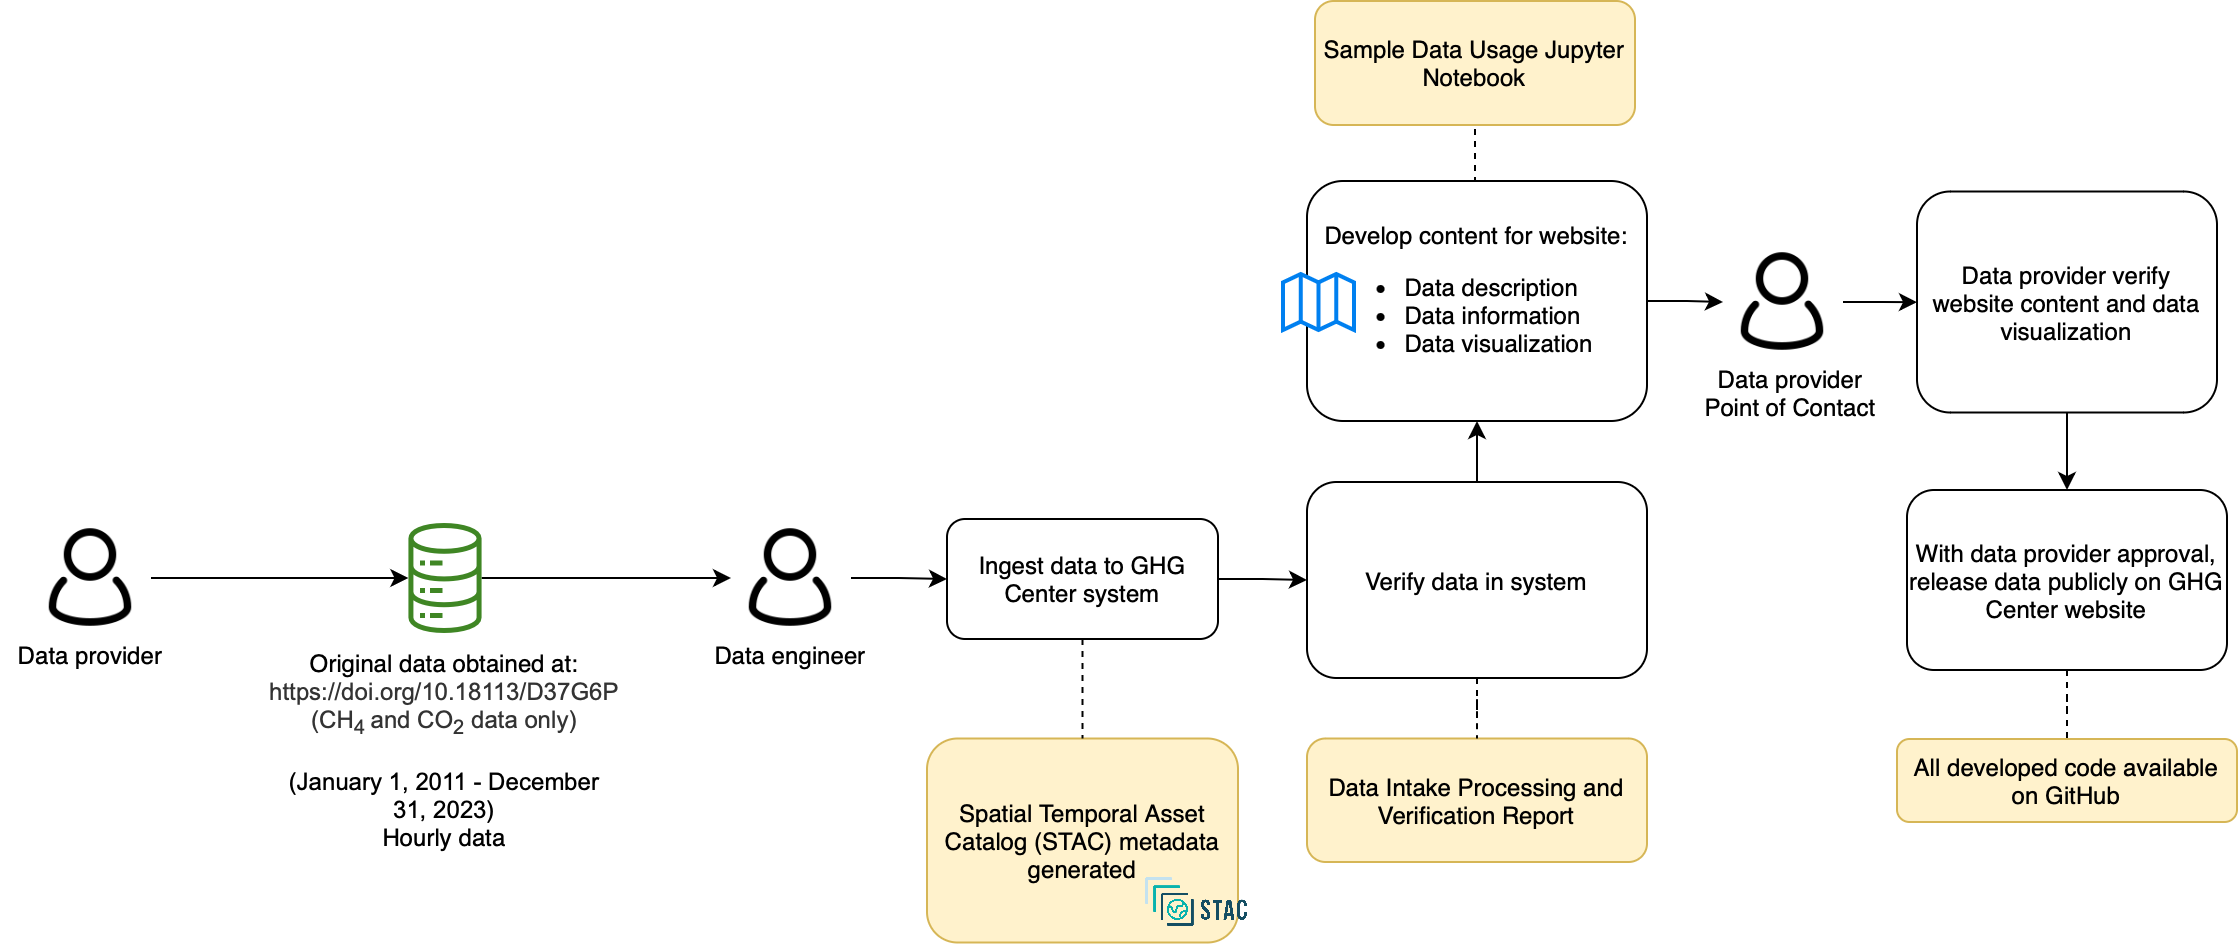 Sample Data Usage Jupyter
Notebook
Develop content for website:
• Data description
• Data information
• Data visualization
Data provider
Point of Contact
Data provider verify
website content and data
visualization
Data provider
Original data obtained at:
https://doi.org/10.18113/D37G6P
(CH₄ and CO₂ data only)
(January 1, 2011 - December
31, 2023)
Hourly data
Data engineer
Ingest data to GHG
Center system
Verify data in system
With data provider approval,
release data publicly on GHG
Center website
Spatial Temporal Asset
Catalog (STAC) metadata
generated
STAC
Data Intake Processing and
Verification Report
All developed code available
on GitHub